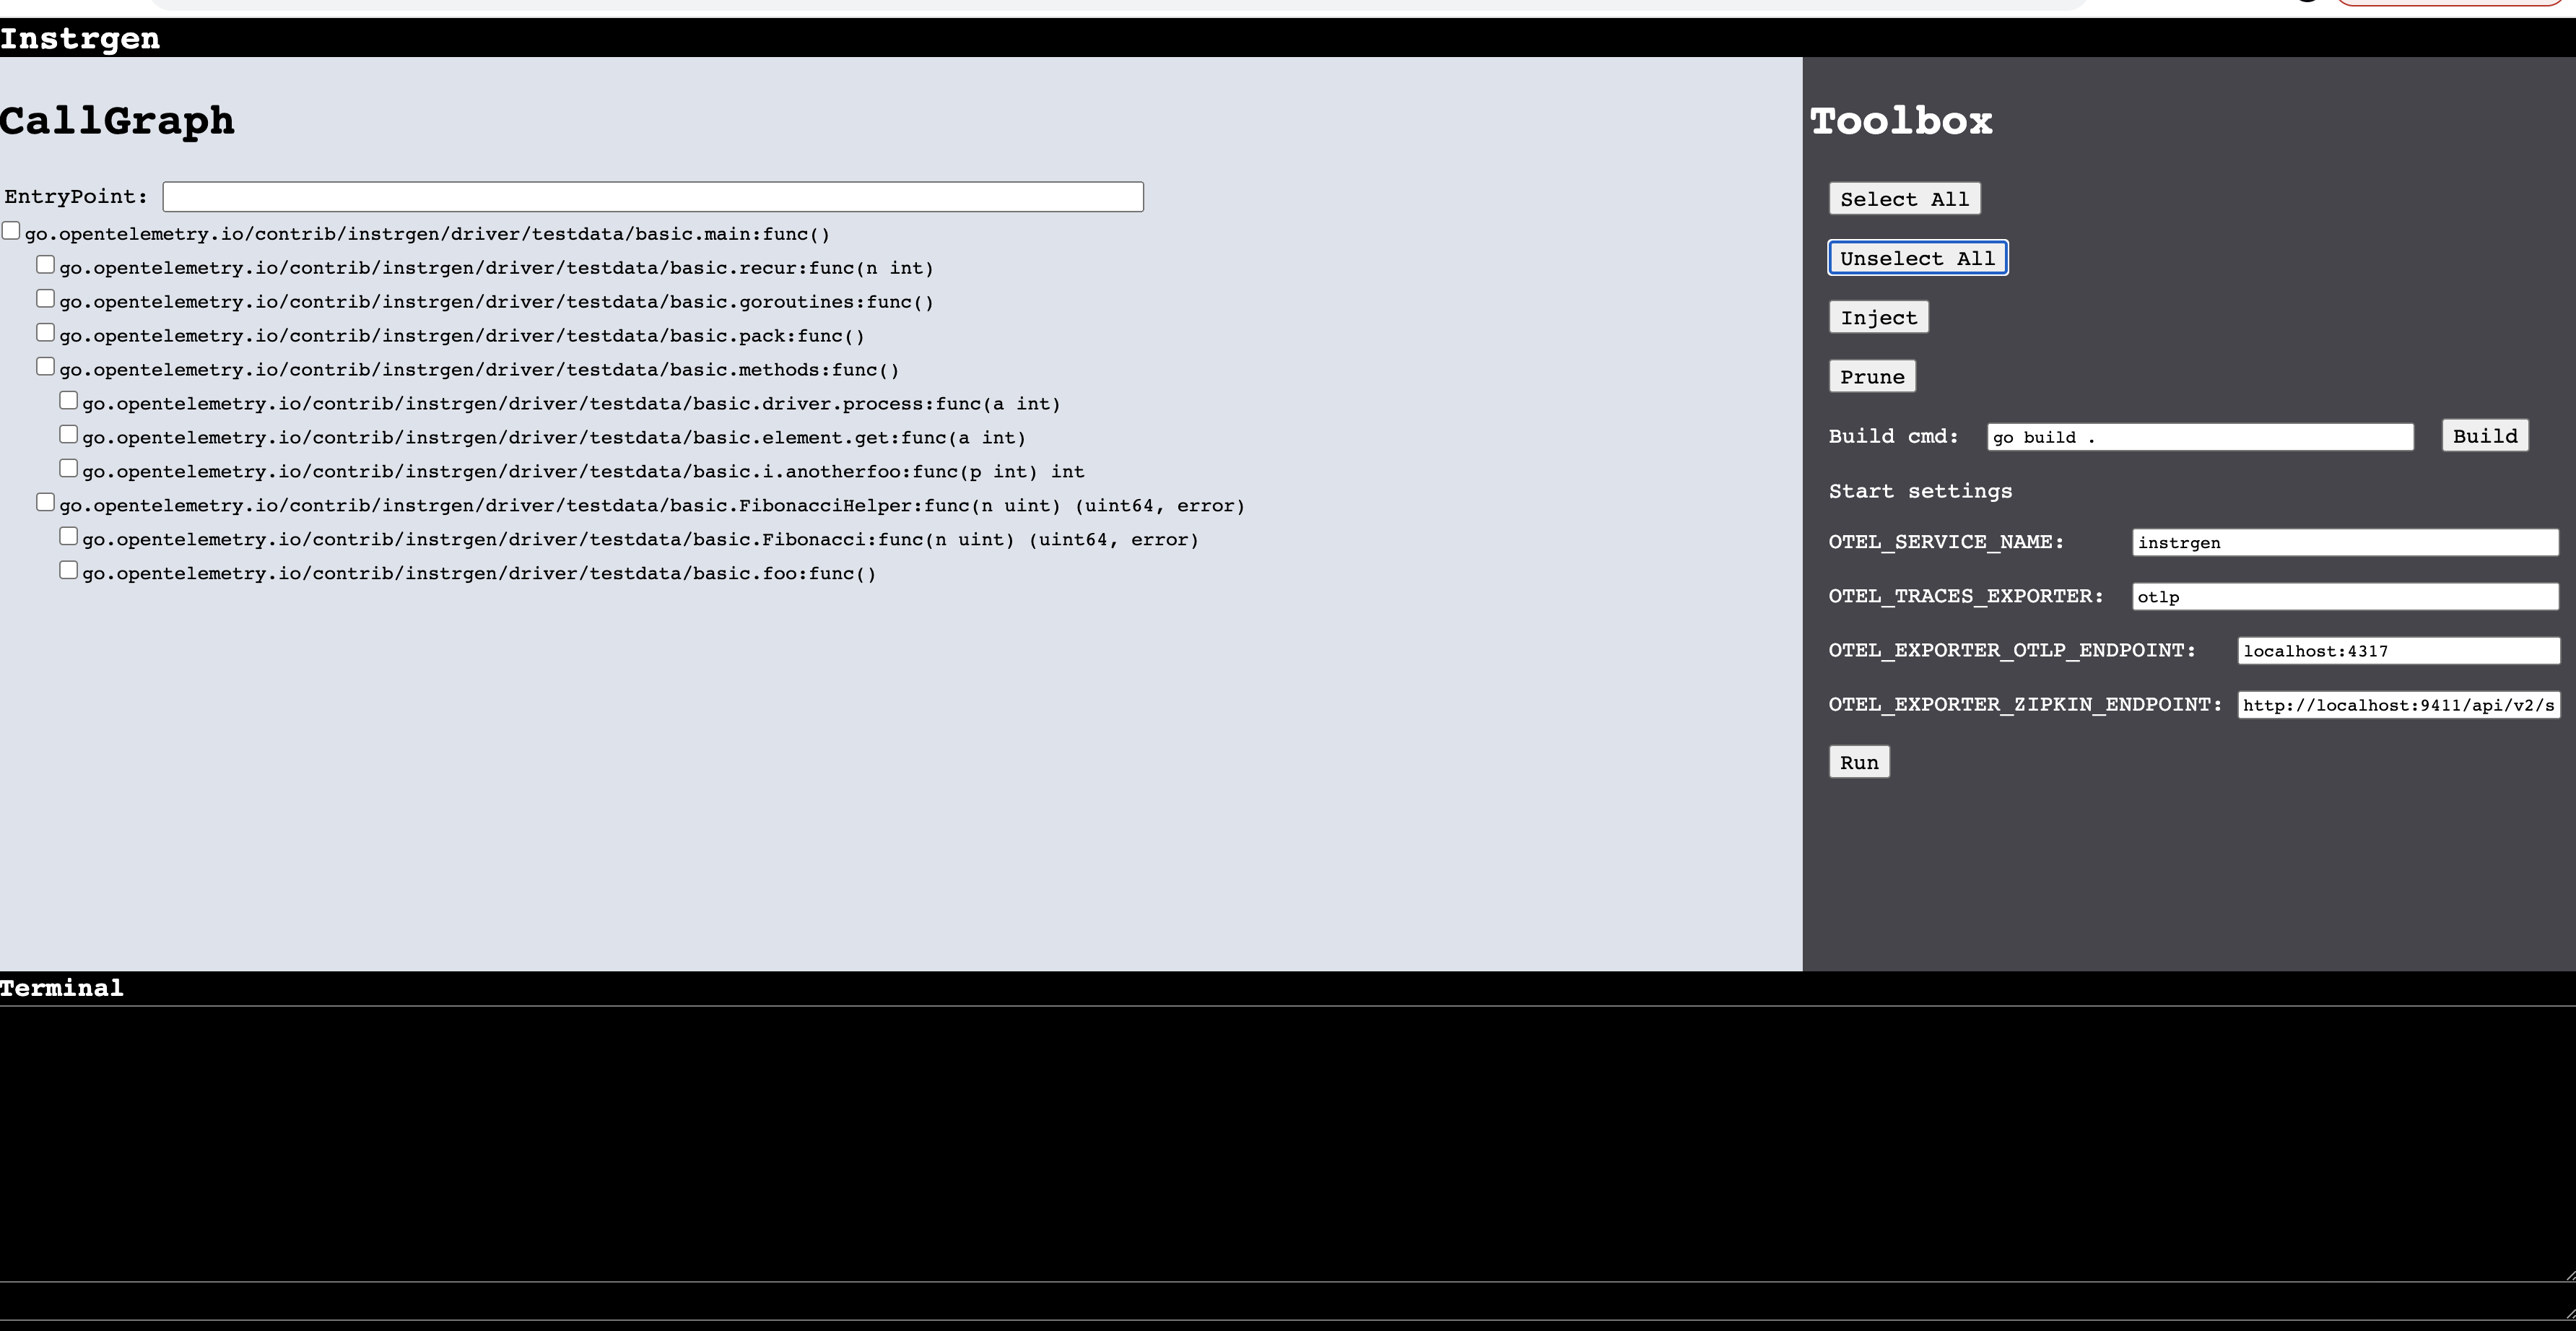 Instrgen
CallGraph
EntryPoint:
go.opentelemetry.io/contrib/instrgen/driver/testdata/basic.main:func()
go.opentelemetry.io/contrib/instrgen/driver/testdata/basic.recur:func(n int)
go.opentelemetry.io/contrib/instrgen/driver/testdata/basic.goroutines:func()
go.opentelemetry.io/contrib/instrgen/driver/testdata/basic.pack:func()
go.opentelemetry.io/contrib/instrgen/driver/testdata/basic.methods:func()
go.opentelemetry.io/contrib/instrgen/driver/testdata/basic.driver.process:func(a int)
go.opentelemetry.io/contrib/instrgen/driver/testdata/basic.element.get:func(a int)
go.opentelemetry.io/contrib/instrgen/driver/testdata/basic.i.anotherfoo:func(p int) int
go.opentelemetry.io/contrib/instrgen/driver/testdata/basic.FibonacciHelper:func(n uint) (uint64, error)
go.opentelemetry.io/contrib/instrgen/driver/testdata/basic.Fibonacci:func(n uint) (uint64, error)
go.opentelemetry.io/contrib/instrgen/driver/testdata/basic.foo:func()
Toolbox
Select All
Unselect All
Inject
Prune
Build cmd: go build . Build
Start settings
OTEL_SERVICE_NAME: instrgen
OTEL_TRACES_EXPORTER: otlp
OTEL_EXPORTER_OTLP_ENDPOINT: localhost:4317
OTEL_EXPORTER_ZIPKIN_ENDPOINT: http://localhost:9411/api/v2/s
Run
Terminal